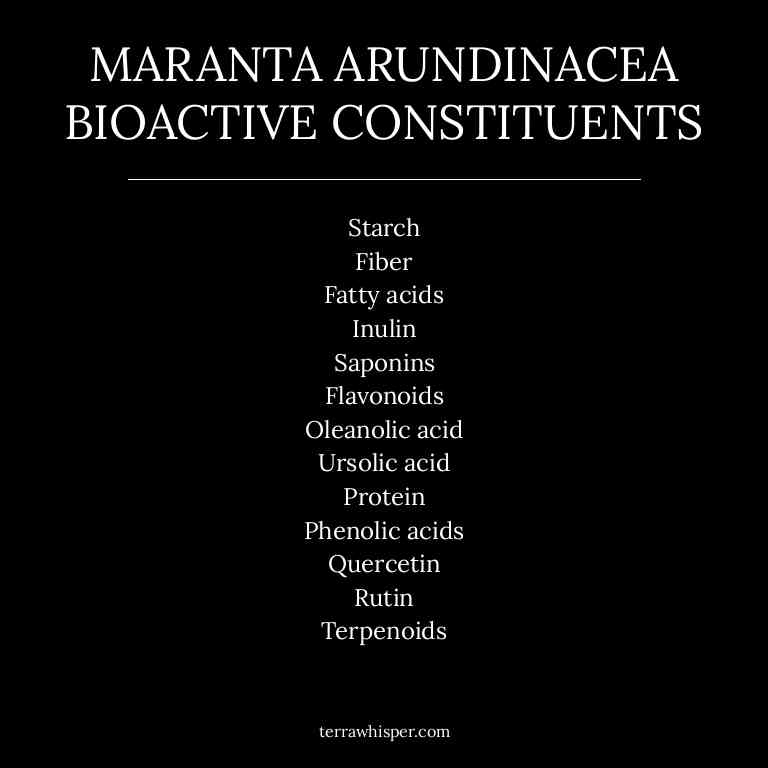 MARANTA ARUNDINACEA
BIOACTIVE CONSTITUENTS
Starch
Fiber
Fatty acids
Inulin
Saponins
Flavonoids
Oleanolic acid
Ursolic acid
Protein
Phenolic acids
Quercetin
Rutin
Terpenoids
terrawhisper.com